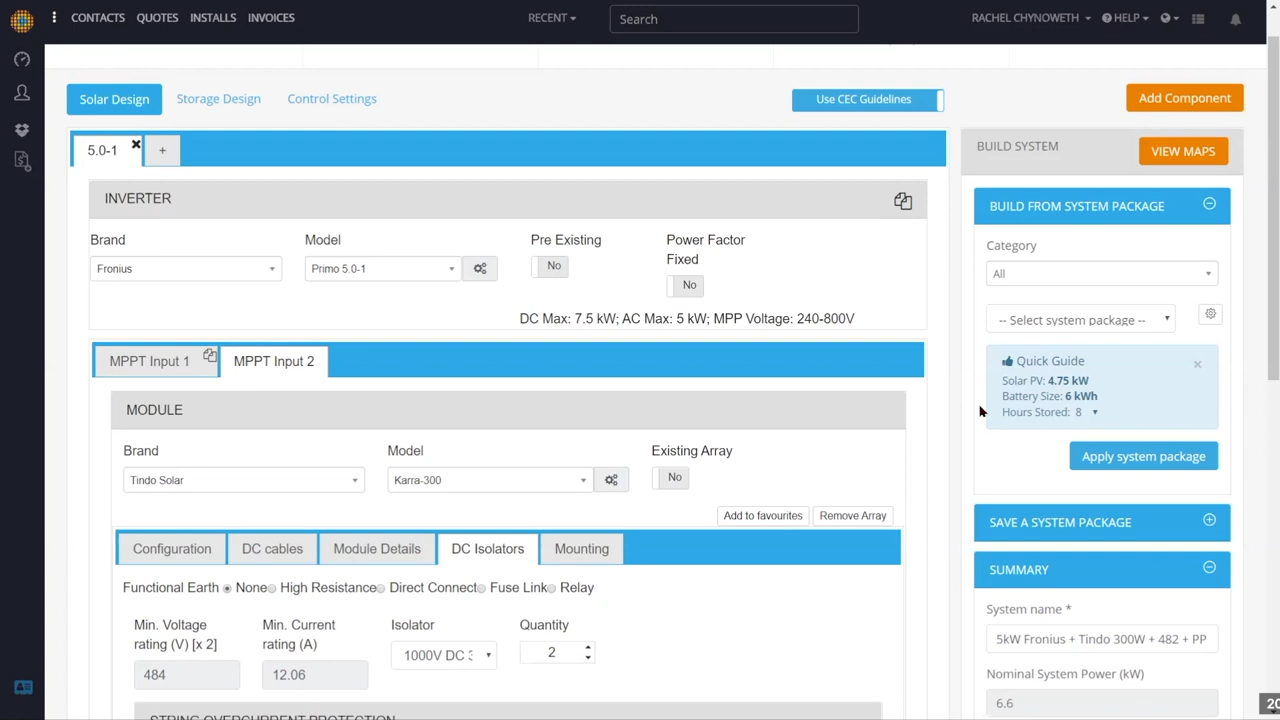 CONTACTS QUOTES INSTALLS INVOICES RECENT Search RACHEL CHYNOWETH HELP
Solar Design Storage Design Control Settings Use CEC Guidelines Add Component
5.0-1 +
BUILD SYSTEM VIEW MAPS
INVERTER
BUILD FROM SYSTEM PACKAGE
Brand Model Pre Existing Power Factor Fixed
Category
Fronius Primo 5.0-1 No No
All
DC Max: 7.5 kW; AC Max: 5 kW; MPP Voltage: 240-800V
-- Select system package --
MPPT Input 1 MPPT Input 2
Quick Guide
Solar PV: 4.75 kW
Battery Size: 6 kWh
Hours Stored: 8
MODULE
Brand Model Existing Array
Tindo Solar Karra-300 No
Apply system package
Add to favourites Remove Array
SAVE A SYSTEM PACKAGE
Configuration DC cables Module Details DC Isolators Mounting
SUMMARY
Functional Earth None High Resistance Direct Connect Fuse Link Relay
System name *
Min. Voltage rating (V) [x 2] Min. Current rating (A) Isolator Quantity
5kW Fronius + Tindo 300W + 482 + PP
484 12.06 1000V DC 2
Nominal System Power (kW)
6.6
STRING OVERCURRENT PROTECTION
20